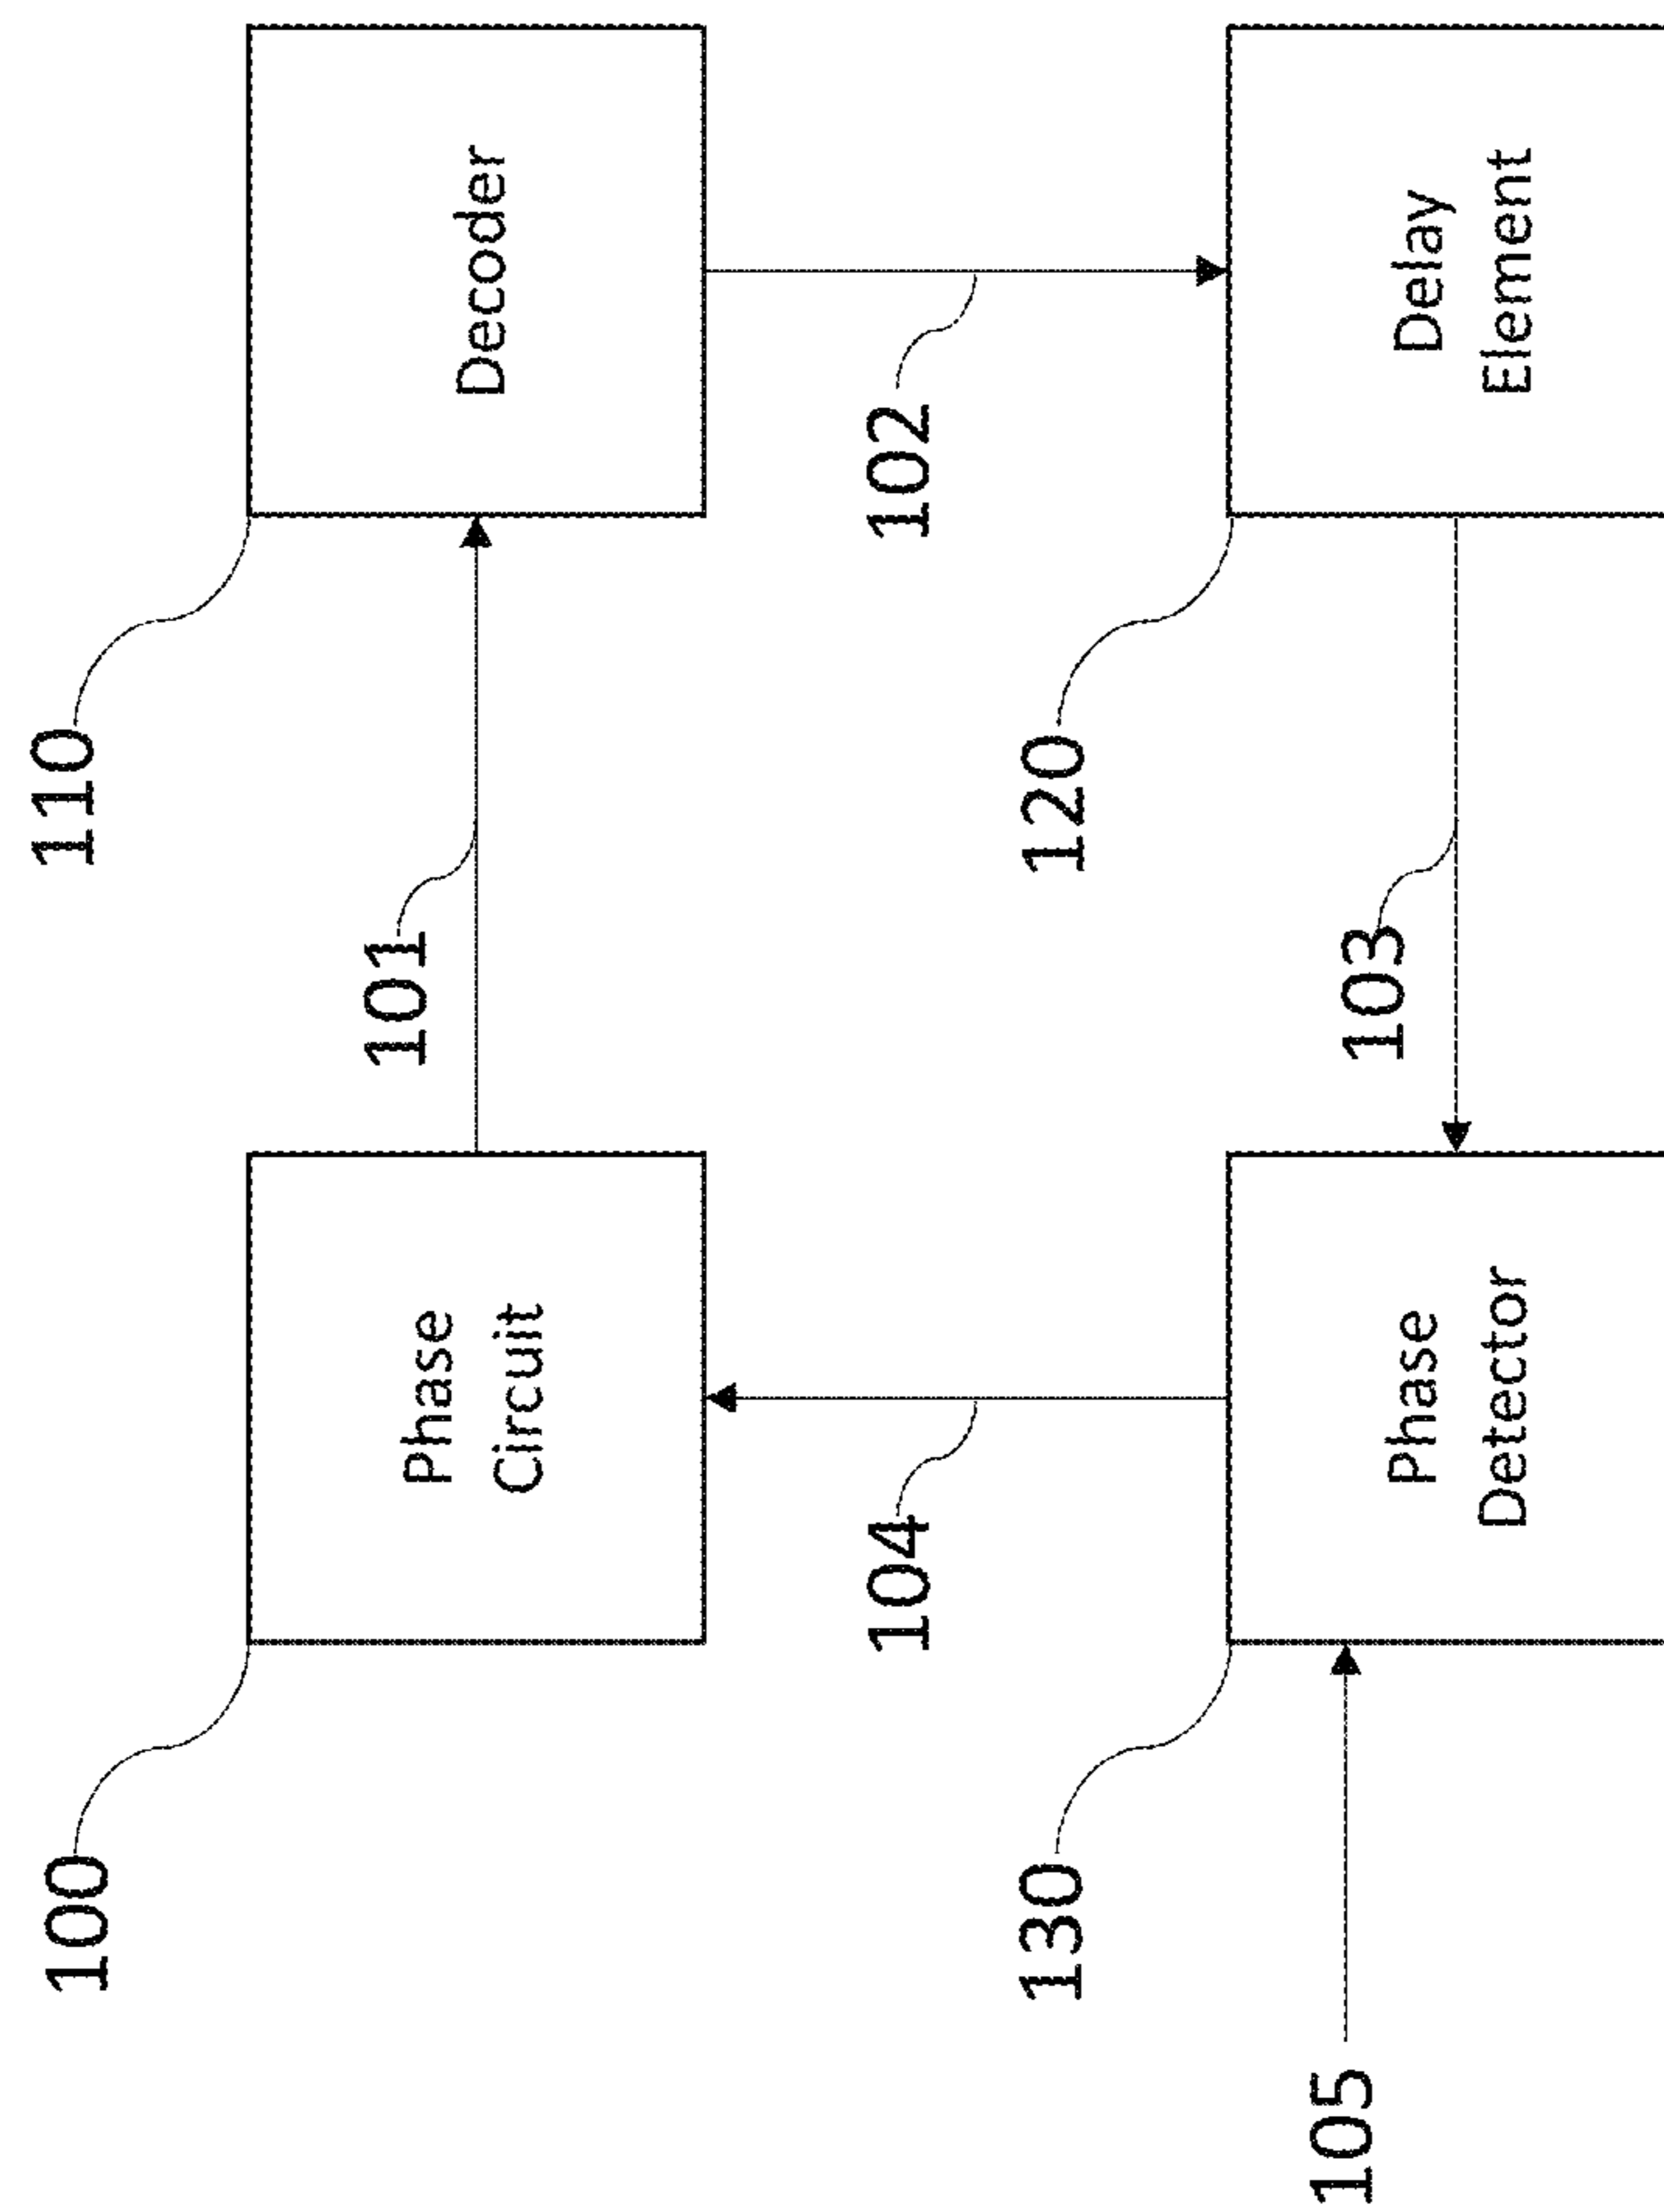 100
Phase
Circuit
101
110
Decoder
104
102
105
130
Phase
Detector
103
120
Delay
Element